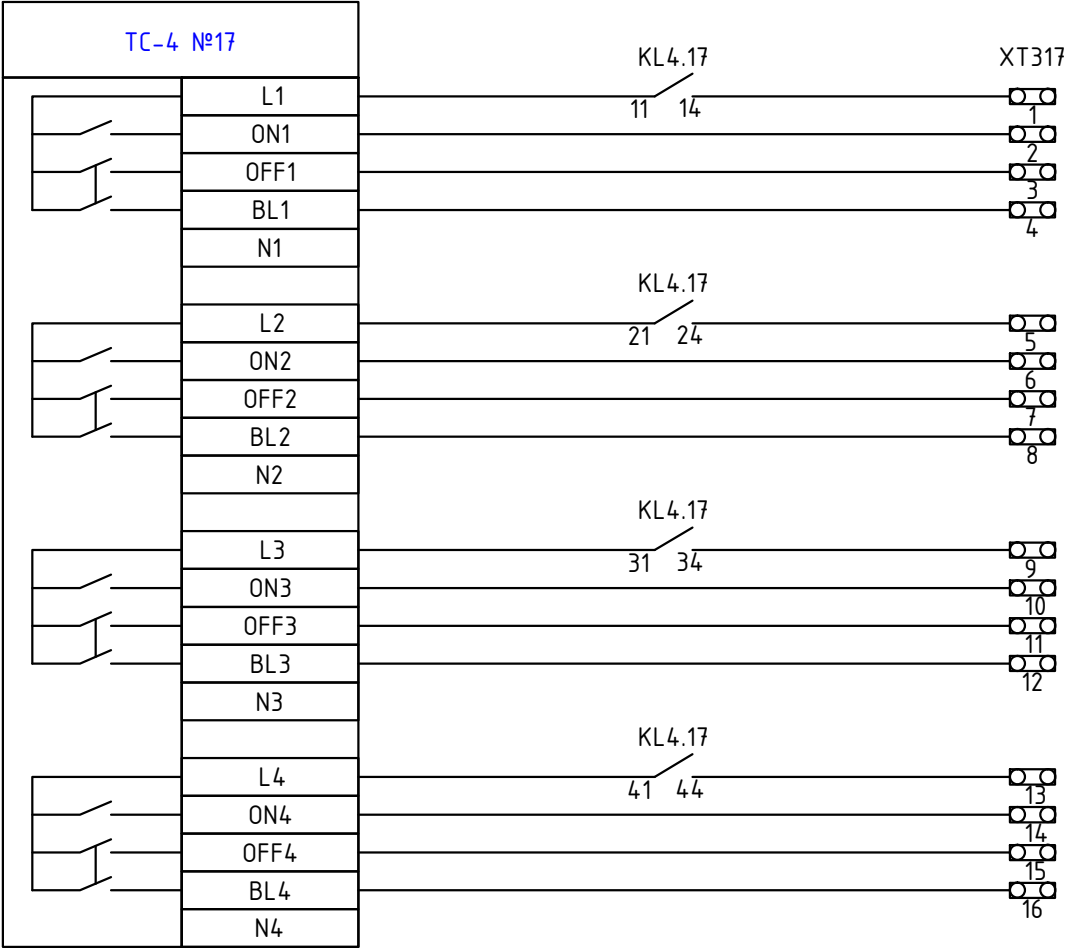 ТС-4 №17
KL4.17
XT317
L1
11 14
1
ON1
2
OFF1
3
BL1
4
N1
KL4.17
L2
21 24
5
ON2
6
OFF2
7
BL2
8
N2
KL4.17
L3
31 34
9
ON3
10
OFF3
11
BL3
12
N3
KL4.17
L4
41 44
13
ON4
14
OFF4
15
BL4
16
N4